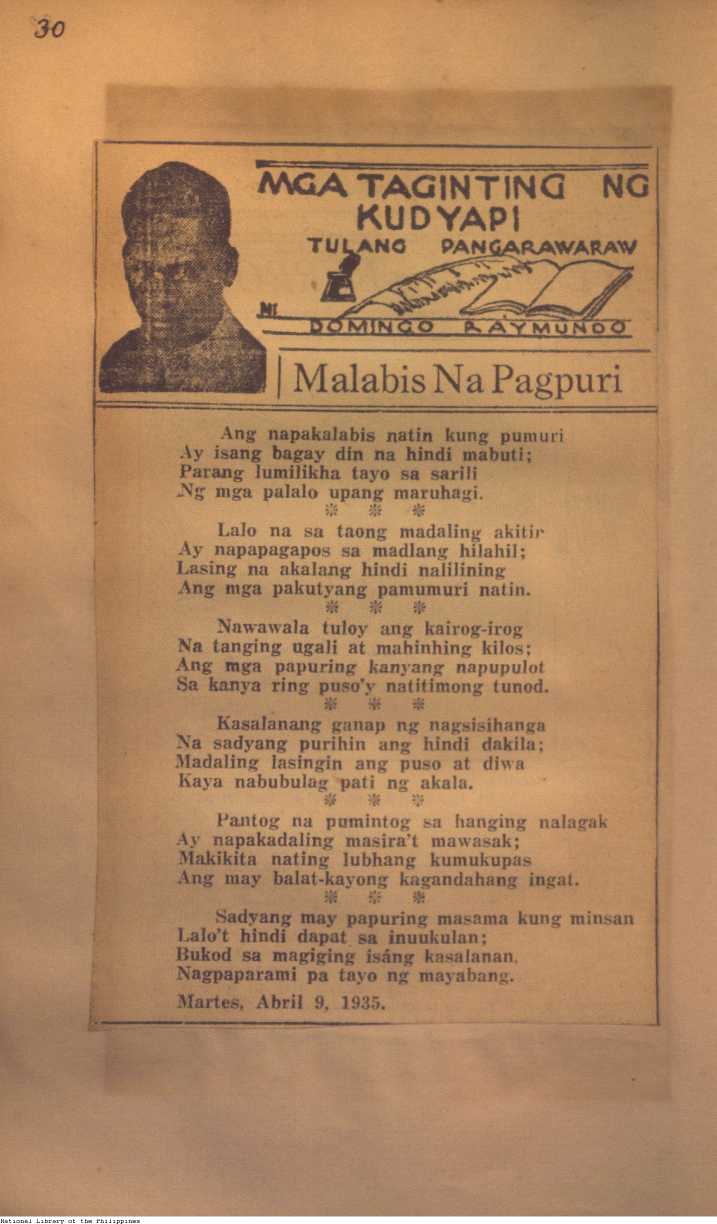 30
MGA TAGINTING NG
KUDYAPI
TULANG PANGARAWARAW
NI
DOMINGO RAYMUNDO
Malabis Na Pagpuri
Ang napakalabis natin kung pumuri
Ay isang bagay din na hindi mabuti;
Parang lumilikha tayo sa sarili
Ng mga palalo upang maruhagi.
* * *
Lalo na sa taong madaling akitin
Ay napapagapos sa madlang hilahil;
Lasing na akalang hindi nalilining
Ang mga pakutyang pamumuri natin.
* * *
Nawawala tuloy ang kairog-irog
Na tanging ugali at mahinhing kilos;
Ang mga papuring kanyang napupulot
Sa kanya ring puso'y natitimong tunod.
* * *
Kasalanang ganap ng nagsisihanga
Na sadyang purihin ang hindi dakila;
Madaling lasingin ang puso at diwa
Kaya nabubulag pati ng akala.
* * *
Pantog na pumintog sa hanging nalagak
Ay napakadaling masira't mawasak;
Makikita nating lubhang kumukupas
Ang may balat-kayong kagandahang ingat.
* * *
Sadyang may papuring masama kung minsan
Lalo't hindi dapat sa inuukulan;
Bukod sa magiging isáng kasalanan,
Nagpaparami pa tayo ng mayabang.
Martes, Abril 9, 1935.
National Library of the Philippines